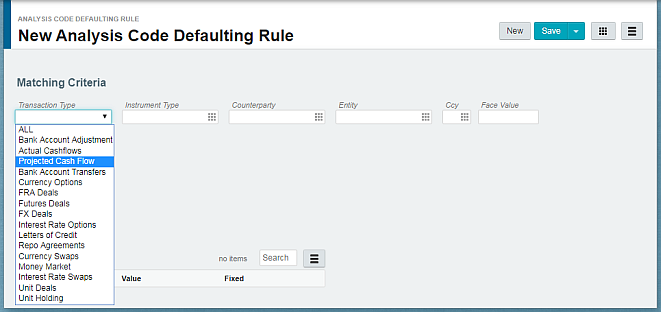 ANALYSIS CODE DEFAULTING RULE
New Analysis Code Defaulting Rule
New Save
Matching Criteria
Transaction Type Instrument Type Counterparty Entity Ccy Face Value
ALL
Bank Account Adjustment
Actual Cashflows
Projected Cash Flow
Bank Account Transfers
Currency Options
FRA Deals
Futures Deals
FX Deals
Interest Rate Options
Letters of Credit
Repo Agreements
Currency Swaps
Money Market
Interest Rate Swaps
Unit Deals
Unit Holding
no items Search
Value Fixed